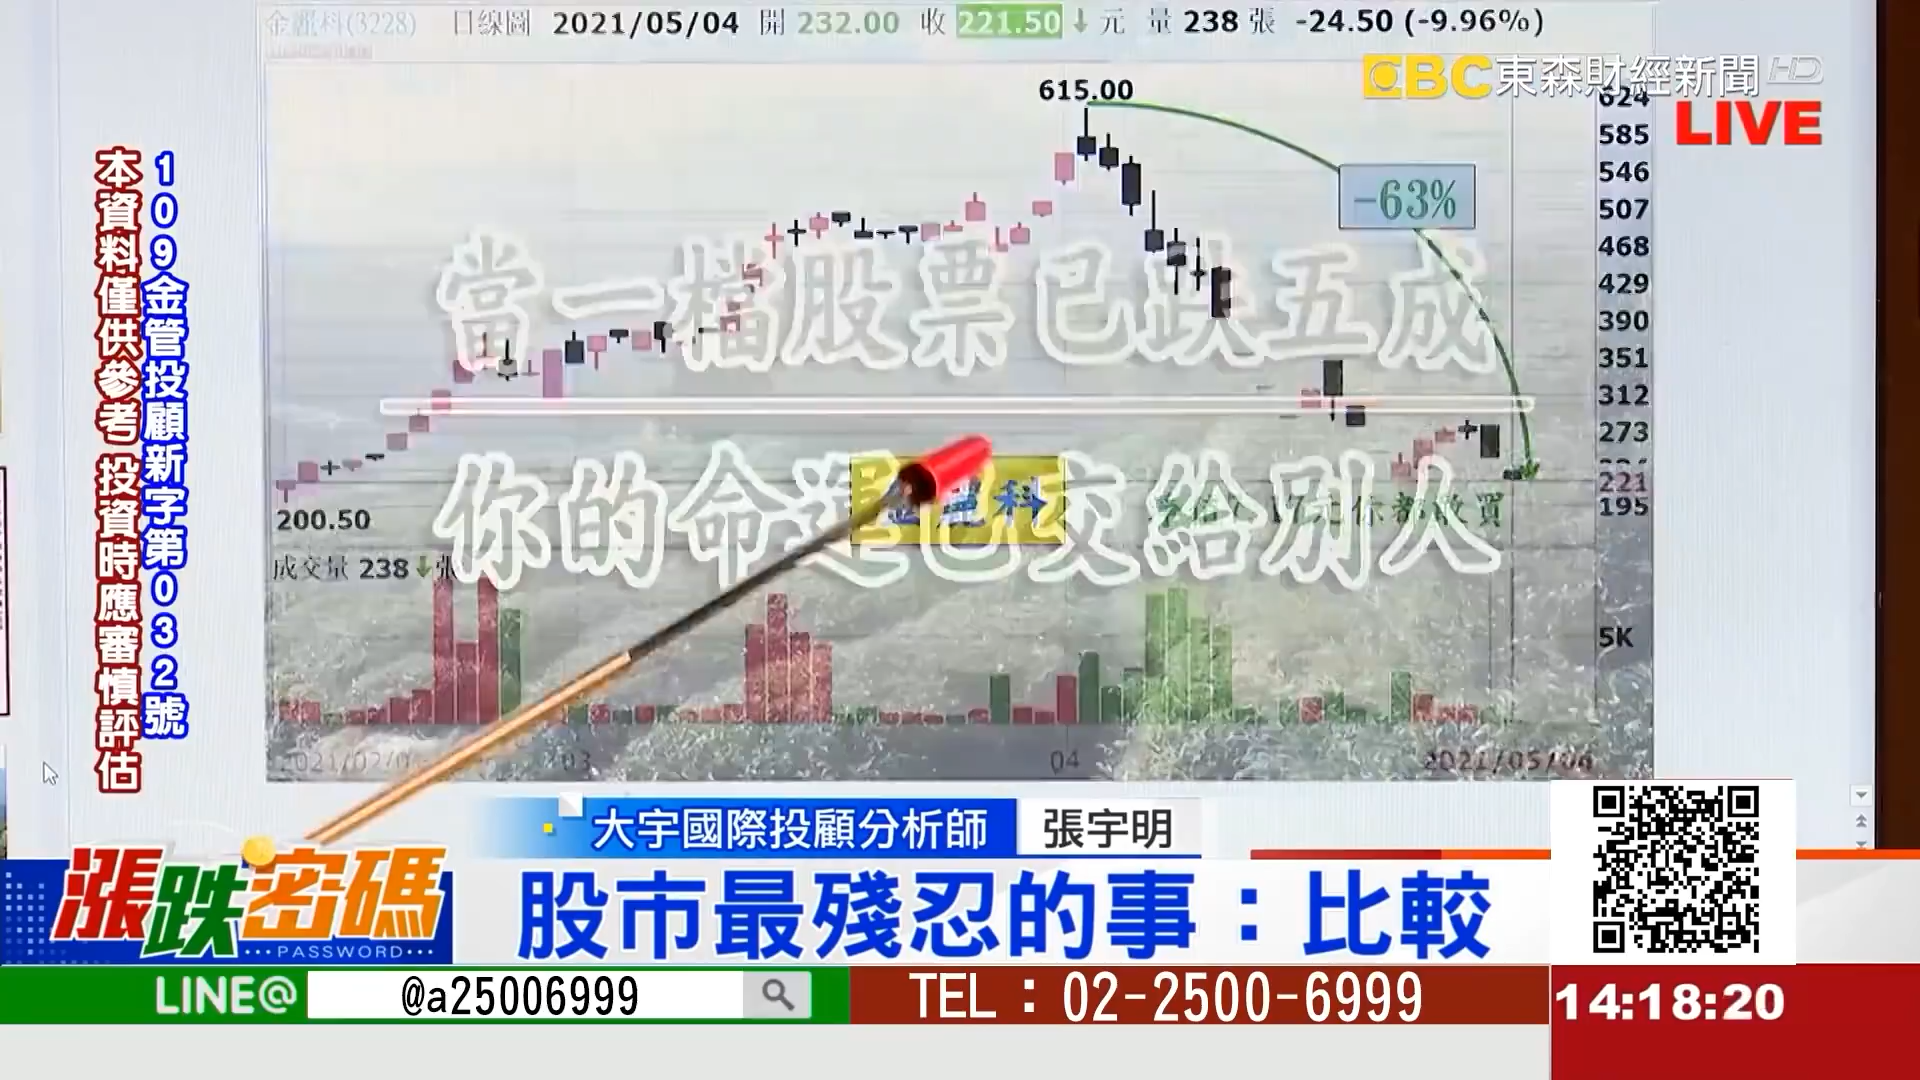 金麗科(3228) 日線圖 2021/05/04 開 232.00 收 221.50↓ 元 量 238 張 -24.50 (-9.96%)
EBC東森財經新聞 HD
LIVE
615.00
-63%
624
585
546
507
468
429
390
351
312
273
221
195
當一檔股票已跌五成
你的命運已交給別人
200.50
成交量 238↓張
5K
03
04
2021/05/04
109金管投顧新字第032號
本資料僅供參考 投資時應審慎評估
大宇國際投顧分析師 張宇明
漲跌密碼
PASSWORD
股市最殘忍的事：比較
LINE@ @a25006999
TEL：02-2500-6999
14:18:20